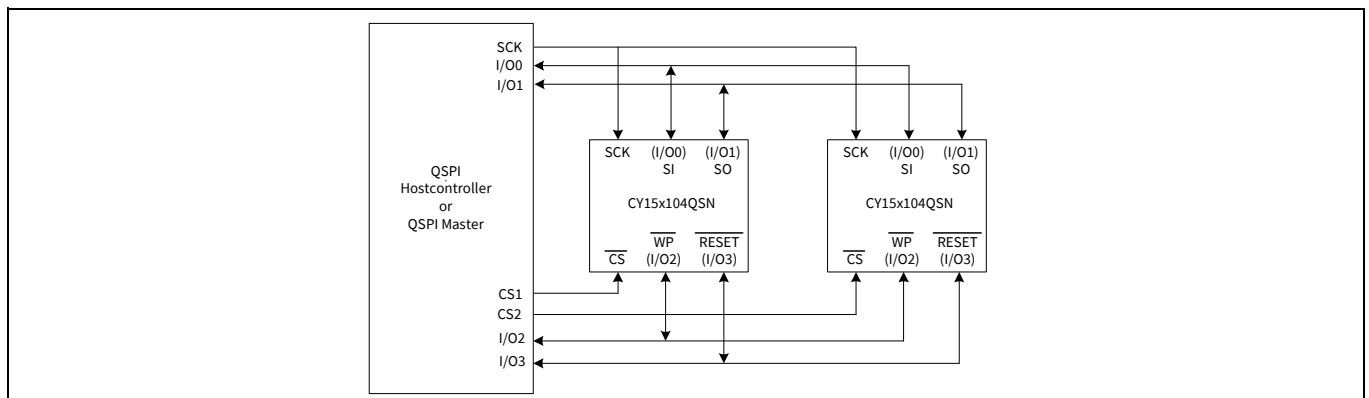 SCK
I/O0
I/O1
QSPI
Hostcontroller
or
QSPI Master
CS1
CS2
I/O2
I/O3
SCK (I/O0) (I/O1)
SI SO
CY15x104QSN
WP RESET
CS (I/O2) (I/O3)
SCK (I/O0) (I/O1)
SI SO
CY15x104QSN
WP RESET
CS (I/O2) (I/O3)